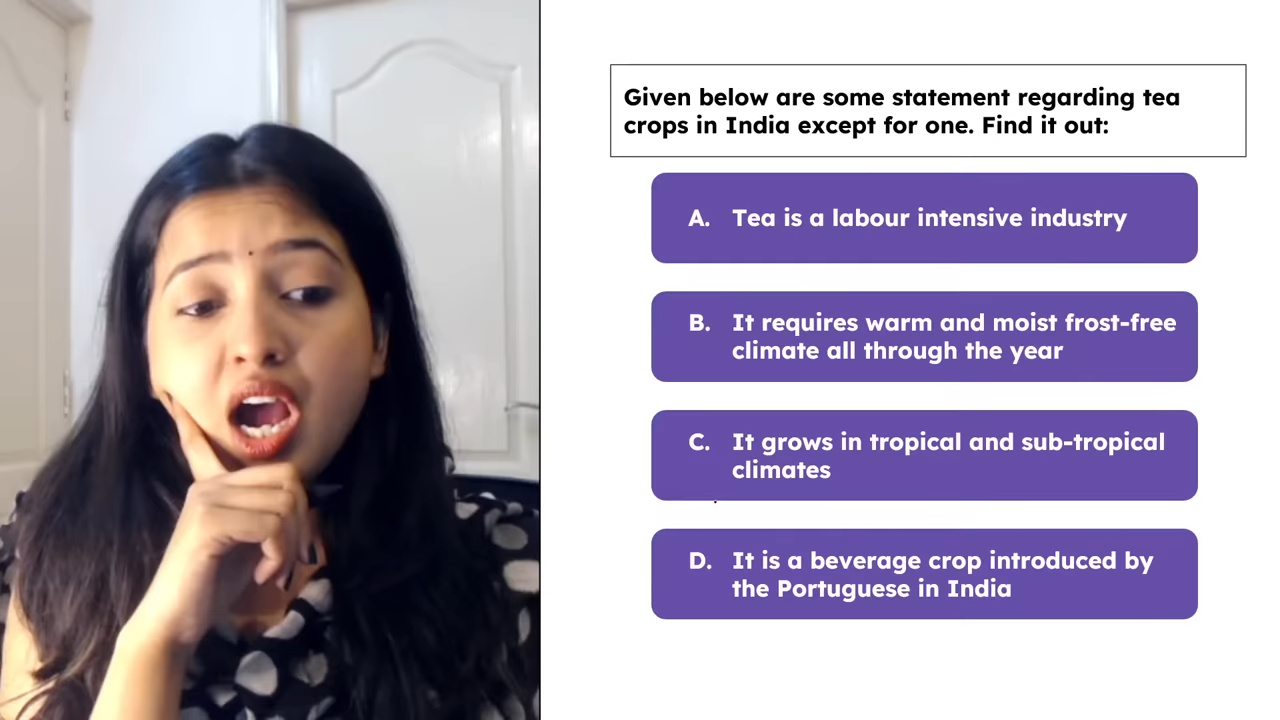 Given below are some statement regarding tea
crops in India except for one. Find it out:
A. Tea is a labour intensive industry
B. It requires warm and moist frost-free
climate all through the year
C. It grows in tropical and sub-tropical
climates
D. It is a beverage crop introduced by
the Portuguese in India